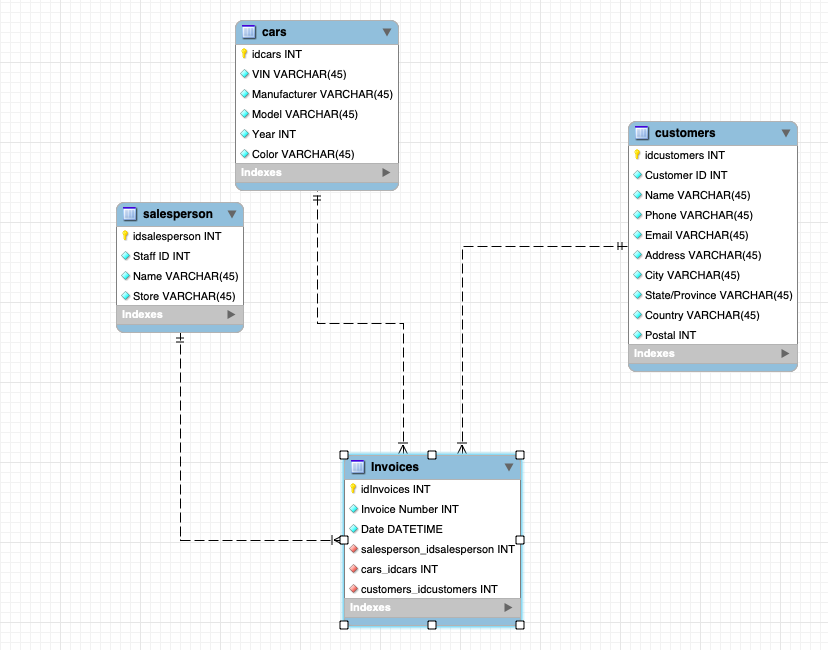 cars
idcars INT
VIN VARCHAR(45)
Manufacturer VARCHAR(45)
Model VARCHAR(45)
Year INT
Color VARCHAR(45)
Indexes
customers
idcustomers INT
Customer ID INT
Name VARCHAR(45)
Phone VARCHAR(45)
Email VARCHAR(45)
Address VARCHAR(45)
City VARCHAR(45)
State/Province VARCHAR(45)
Country VARCHAR(45)
Postal INT
Indexes
salesperson
idsalesperson INT
Staff ID INT
Name VARCHAR(45)
Store VARCHAR(45)
Indexes
Invoices
idInvoices INT
Invoice Number INT
Date DATETIME
salesperson_idsalesperson INT
cars_idcars INT
customers_idcustomers INT
Indexes